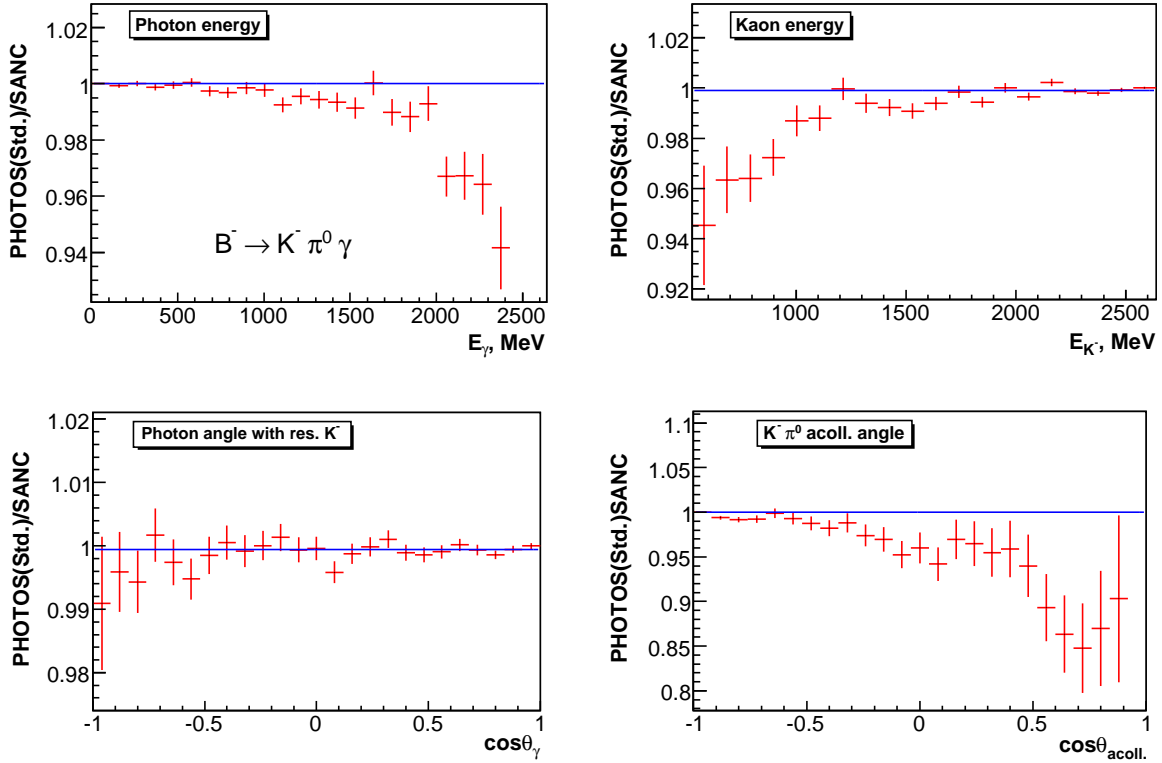 Photon energy
PHOTOS(Std.)/SANC
1.02
1
0.98
0.96
0.94
B⁻ → K⁻ π⁰ γ
0 500 1000 1500 2000 2500
E_γ, MeV
Kaon energy
PHOTOS(Std.)/SANC
1.02
1
0.98
0.96
0.94
0.92
1000 1500 2000 2500
E_K⁻, MeV
Photon angle with res. K⁻
PHOTOS(Std.)/SANC
1.02
1.01
1
0.99
0.98
-1 -0.5 0 0.5 1
cosθ_γ
K⁻ π⁰ acoll. angle
PHOTOS(Std.)SANC
1.1
1.05
1
0.95
0.9
0.85
0.8
-1 -0.5 0 0.5 1
cosθ_acoll.